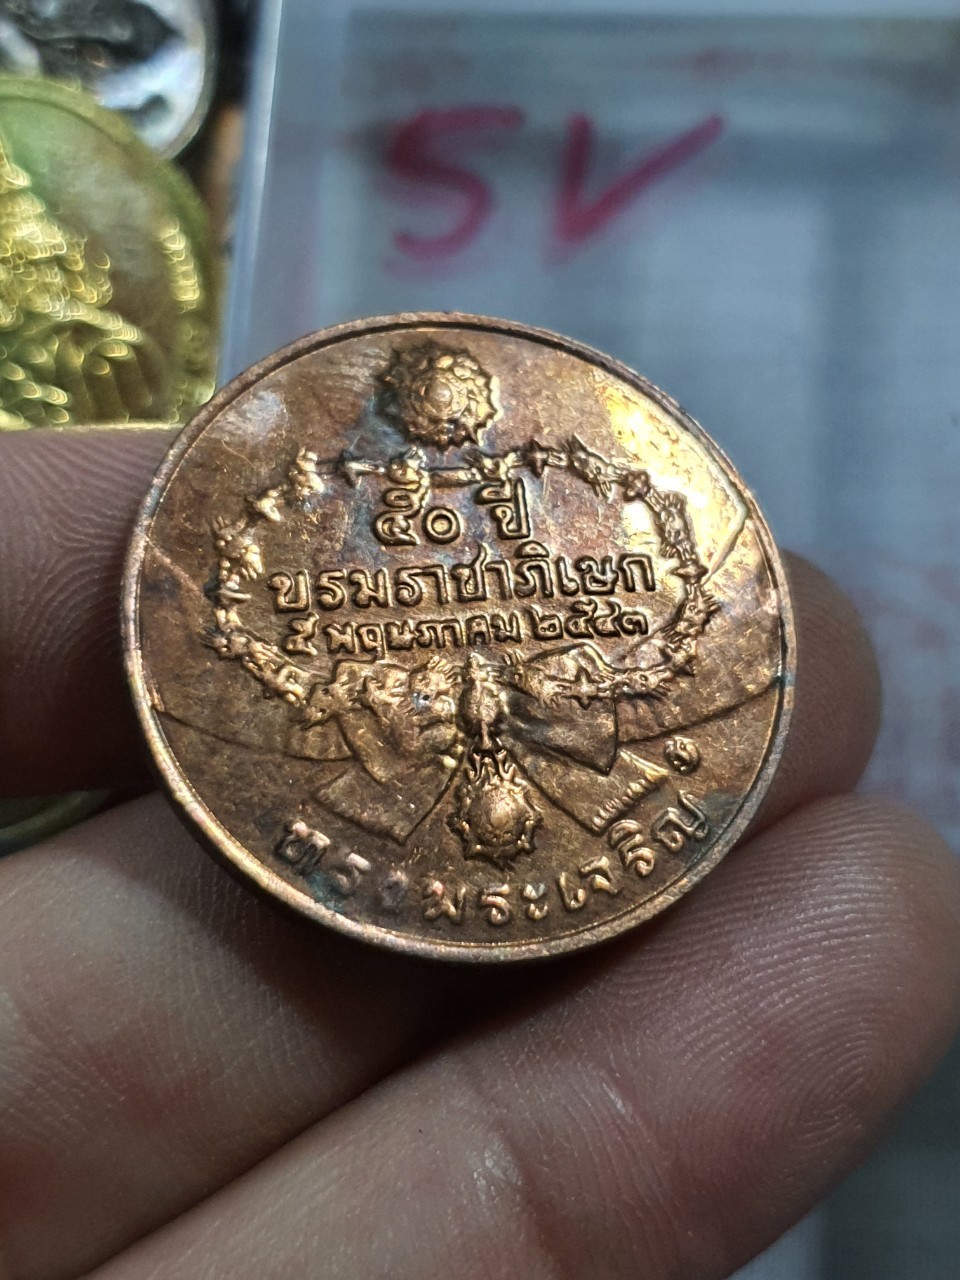 SV
๕๐ ปี
บรมราชาภิเษก
๕ พฤษภาคม ๒๕๔๓
ทรงพระเจริญ